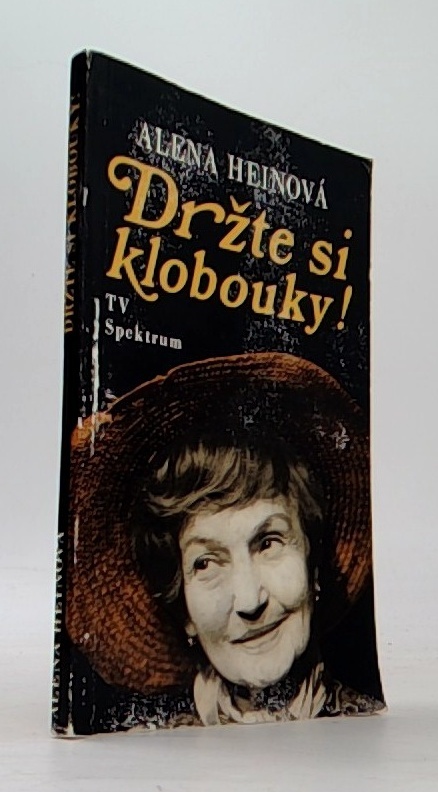 ALENA HEINOVÁ
Držte si
klobouky!
TV
Spektrum
ALENA HEINOVÁ
DRŽTE SI KLOBOUKY